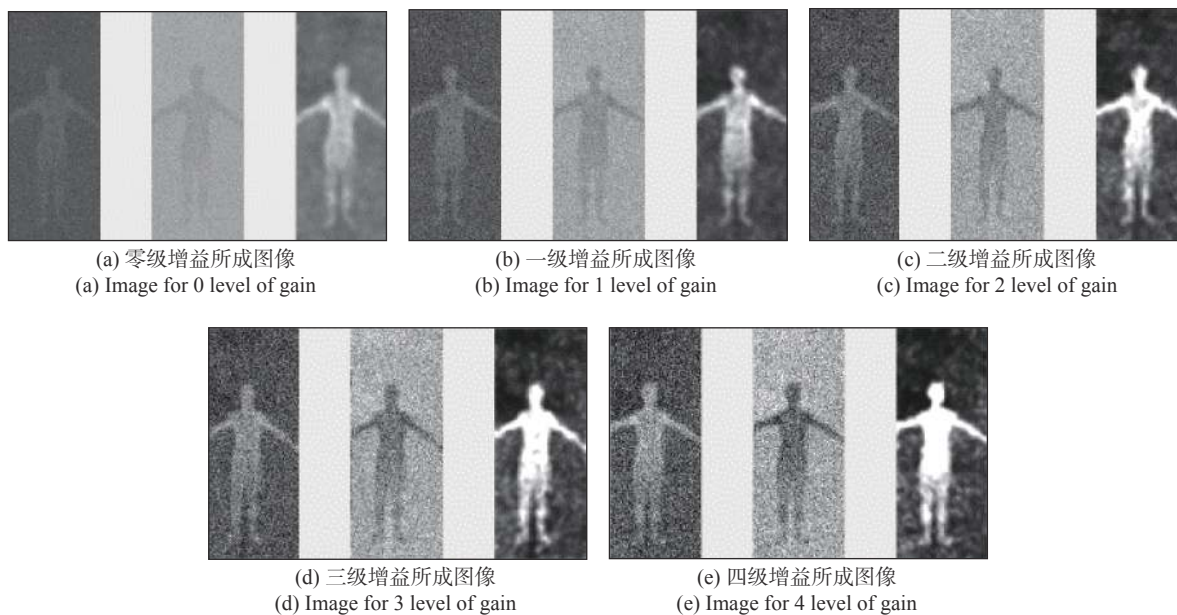 (a) 零级增益所成图像
(a) Image for 0 level of gain
(b) 一级增益所成图像
(b) Image for 1 level of gain
(c) 二级增益所成图像
(c) Image for 2 level of gain
(d) 三级增益所成图像
(d) Image for 3 level of gain
(e) 四级增益所成图像
(e) Image for 4 level of gain